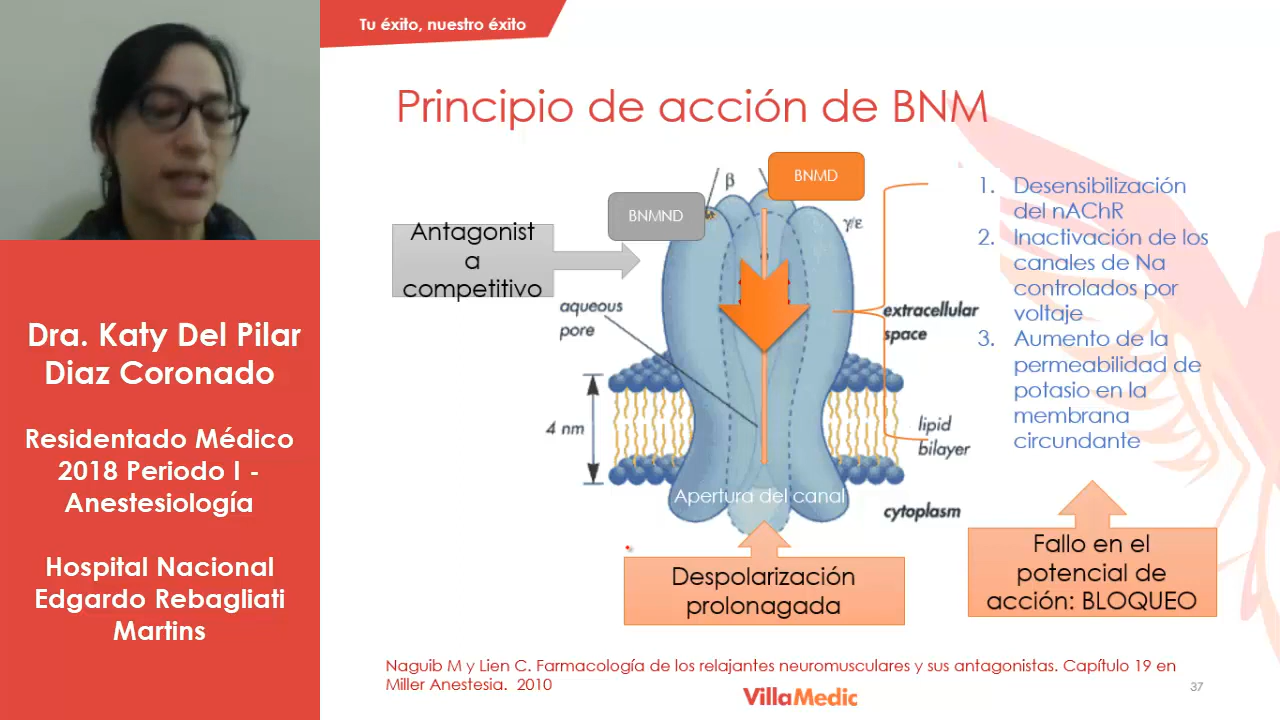 Tu éxito, nuestro éxito
Principio de acción de BNM
Dra. Katy Del Pilar
Diaz Coronado
Residentado Médico
2018 Periodo I -
Anestesiología
Hospital Nacional
Edgardo Rebagliati
Martins
BNMD
β
BNMND
γ/ε
Antagonist
a
competitivo
aqueous
pore
extracellular
space
4 nm
lipid
bilayer
Apertura del canal
cytoplasm
Despolarización
prolonagada
1. Desensibilización
del nAChR
2. Inactivación de los
canales de Na
controlados por
voltaje
3. Aumento de la
permeabilidad de
potasio en la
membrana
circundante
Fallo en el
potencial de
acción: BLOQUEO
Naguib M y Lien C. Farmacología de los relajantes neuromusculares y sus antagonistas. Capítulo 19 en
Miller Anestesia. 2010
VillaMedic
37